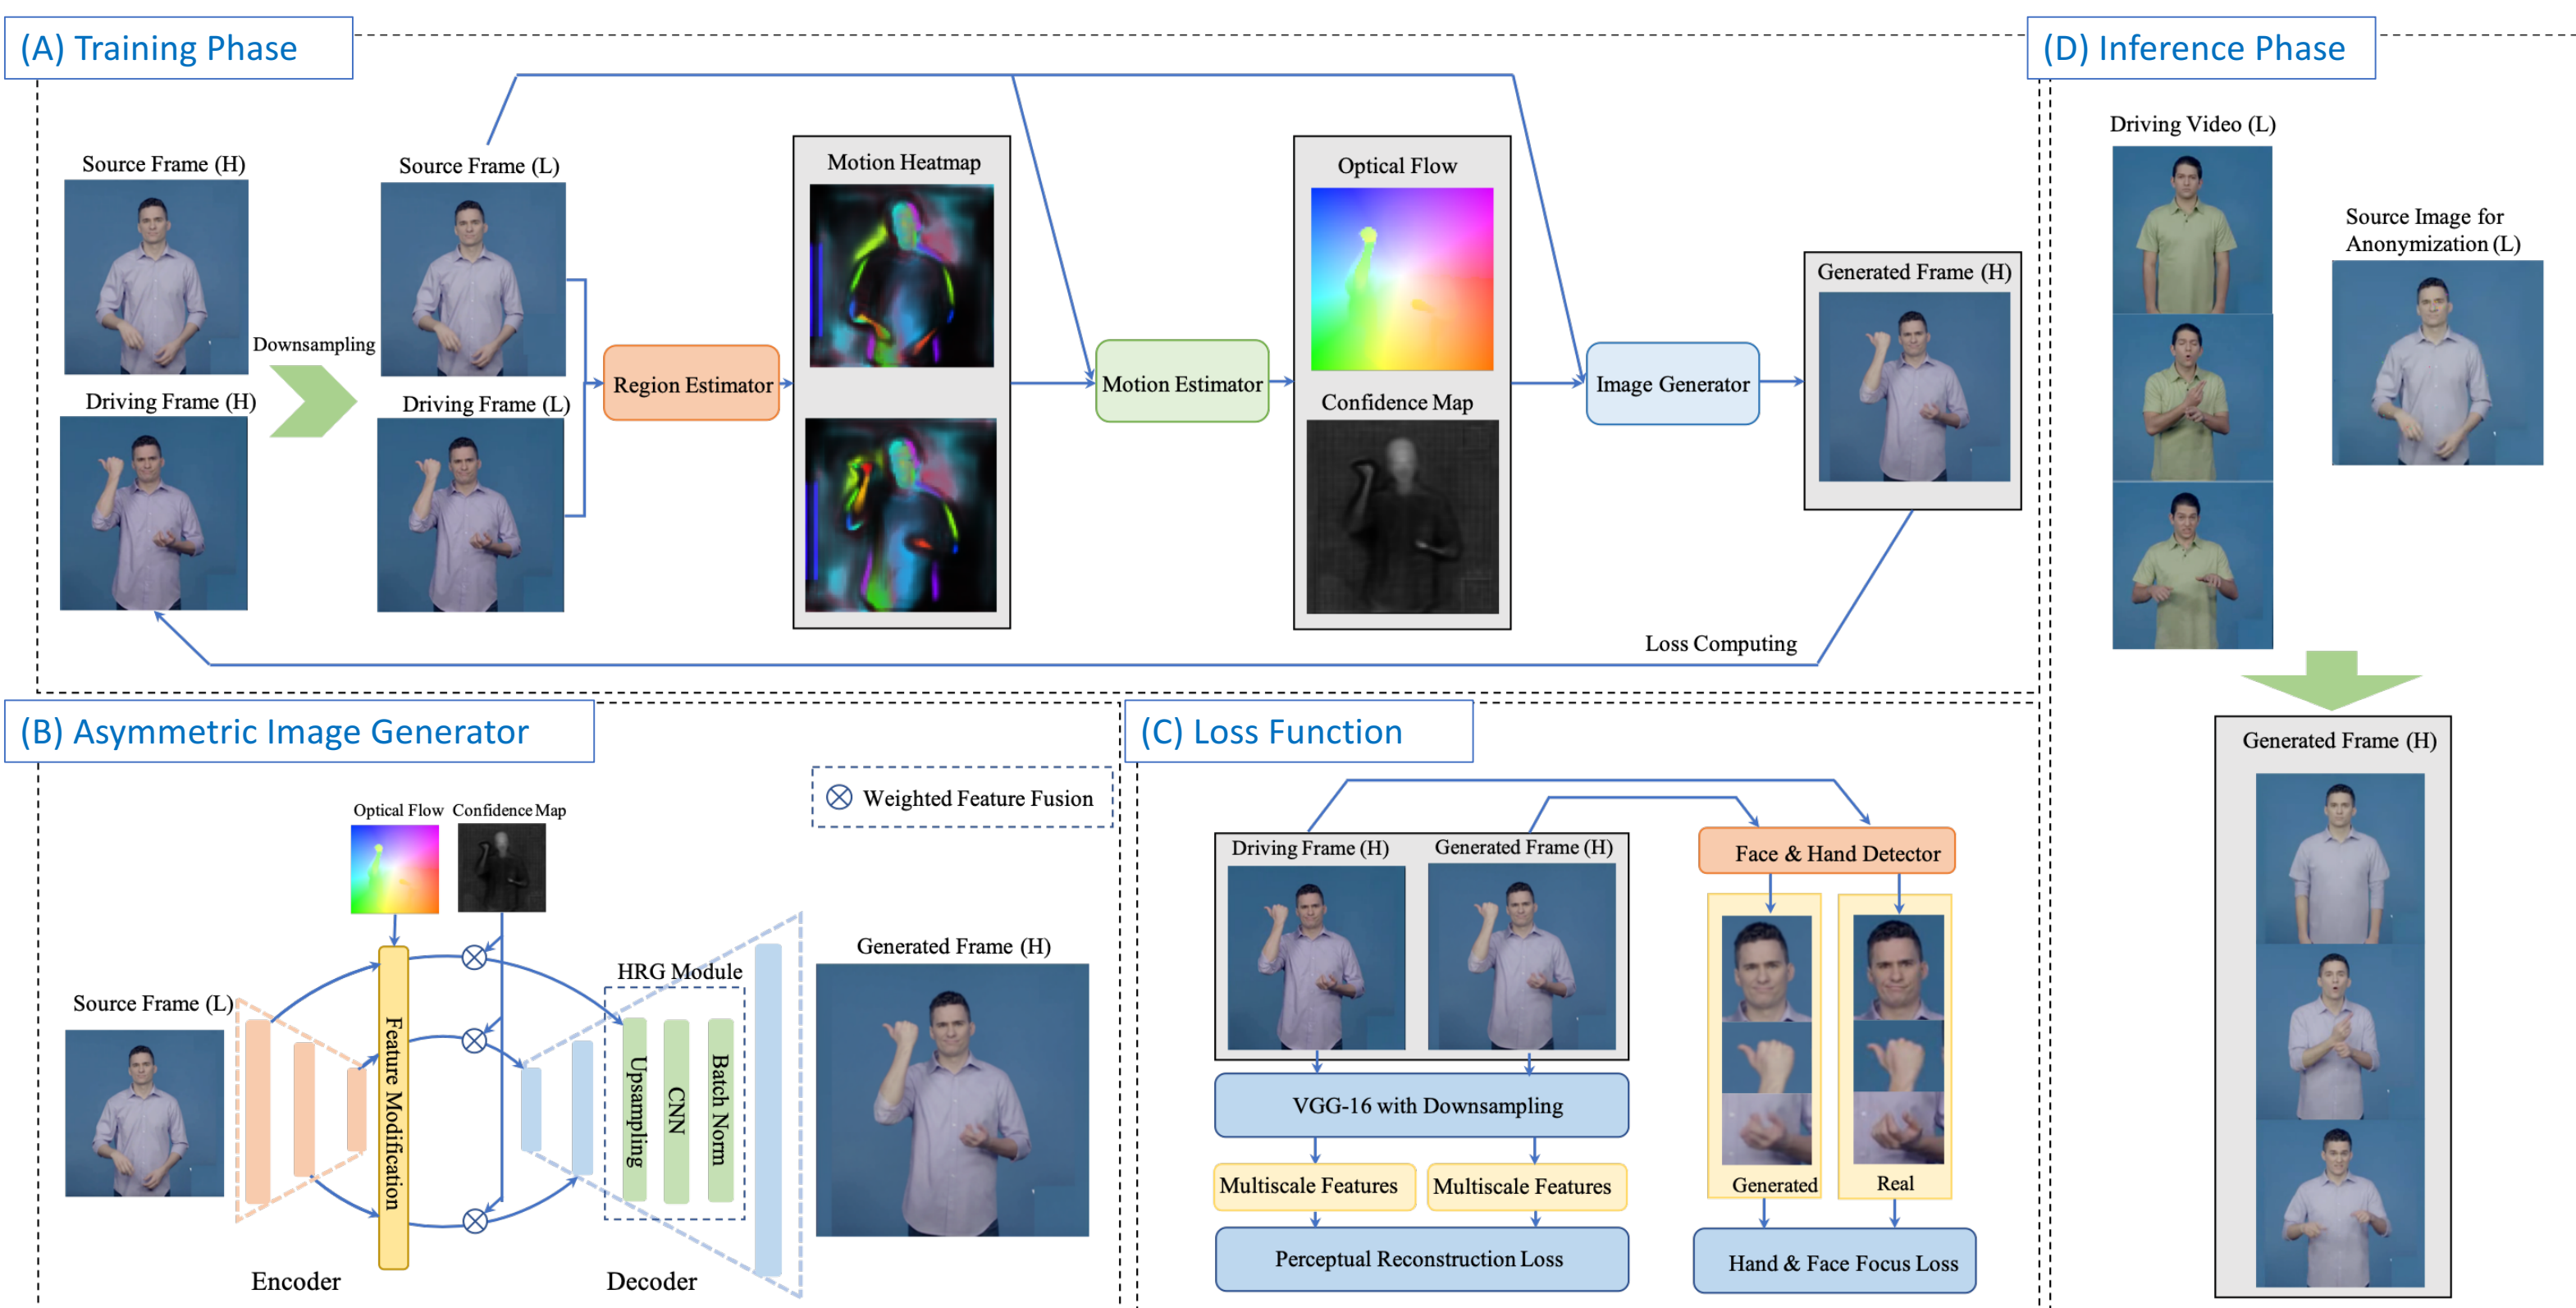 (A) Training Phase
Source Frame (H)
Source Frame (L)
Downsampling
Driving Frame (H)
Driving Frame (L)
Region Estimator
Motion Heatmap
Motion Estimator
Optical Flow
Confidence Map
Image Generator
Generated Frame (H)
Loss Computing
(B) Asymmetric Image Generator
Weighted Feature Fusion
Optical Flow
Confidence Map
Source Frame (L)
Feature Modification
HRG Module
Upsampling
CNN
Batch Norm
Generated Frame (H)
Encoder
Decoder
(C) Loss Function
Driving Frame (H)
Generated Frame (H)
Face & Hand Detector
VGG-16 with Downsampling
Multiscale Features
Multiscale Features
Generated
Real
Perceptual Reconstruction Loss
Hand & Face Focus Loss
(D) Inference Phase
Driving Video (L)
Source Image for
Anonymization (L)
Generated Frame (H)